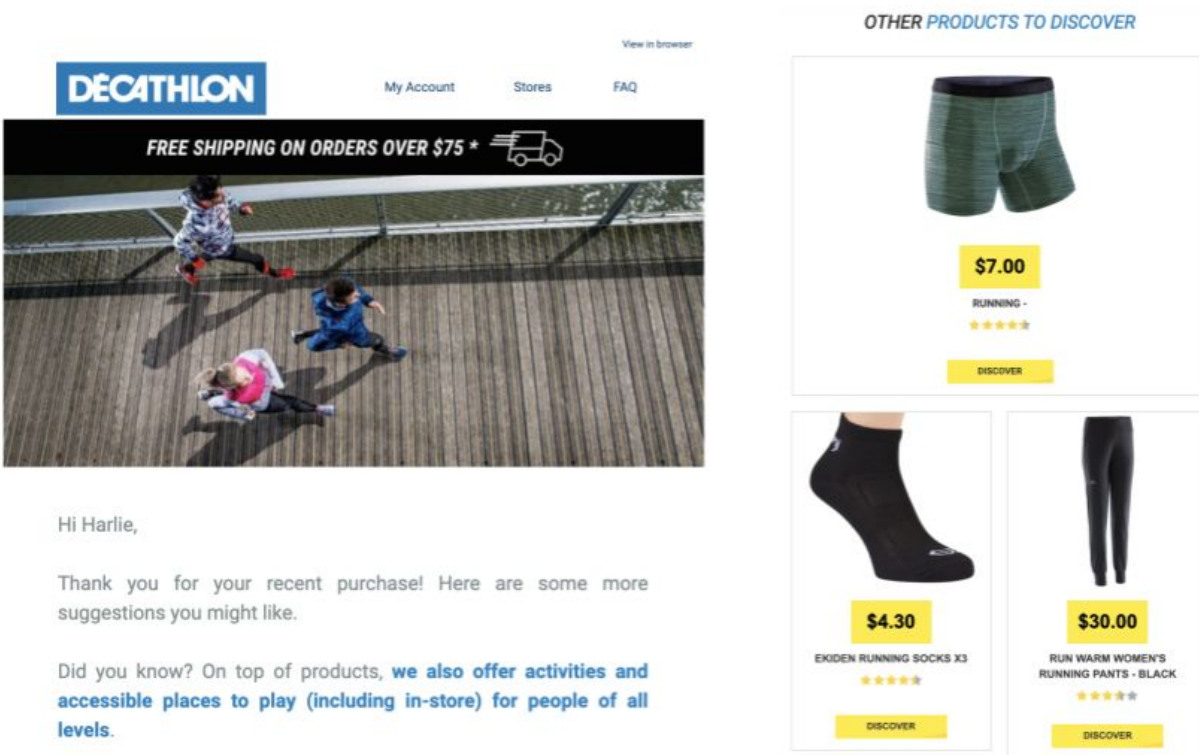 View in browser
DECATHLON
My Account Stores FAQ
FREE SHIPPING ON ORDERS OVER $75 *
Hi Harlie,
Thank you for your recent purchase! Here are some more
suggestions you might like.
Did you know? On top of products, we also offer activities and
accessible places to play (including in-store) for people of all
levels.
OTHER PRODUCTS TO DISCOVER
$7.00
RUNNING -
DISCOVER
$4.30
EKIDEN RUNNING SOCKS X3
DISCOVER
$30.00
RUN WARM WOMEN'S
RUNNING PANTS - BLACK
DISCOVER